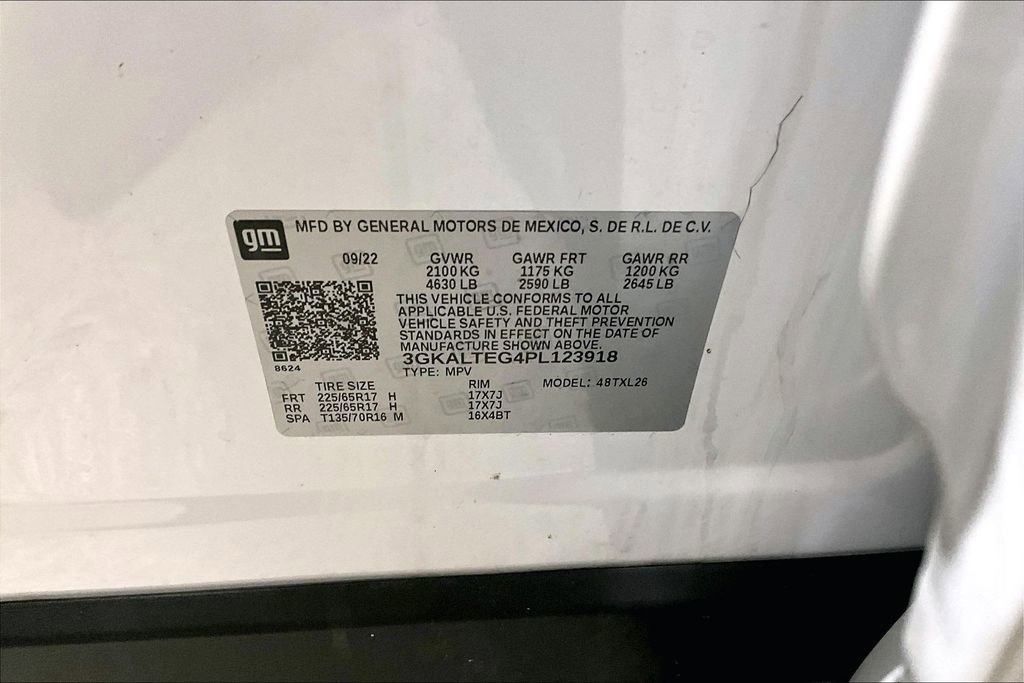 gm
MFD BY GENERAL MOTORS DE MEXICO, S. DE R.L. DE C.V.
09/22 GVWR GAWR FRT GAWR RR
2100 KG 1175 KG 1200 KG
4630 LB 2590 LB 2645 LB
THIS VEHICLE CONFORMS TO ALL
APPLICABLE U.S. FEDERAL MOTOR
VEHICLE SAFETY AND THEFT PREVENTION
STANDARDS IN EFFECT ON THE DATE OF
MANUFACTURE SHOWN ABOVE.
3GKALTEG4PL123918
8624
TYPE: MPV
TIRE SIZE RIM MODEL: 48TXL26
FRT 225/65R17 H 17X7J
RR 225/65R17 H 17X7J
SPA T135/70R16 M 16X4BT